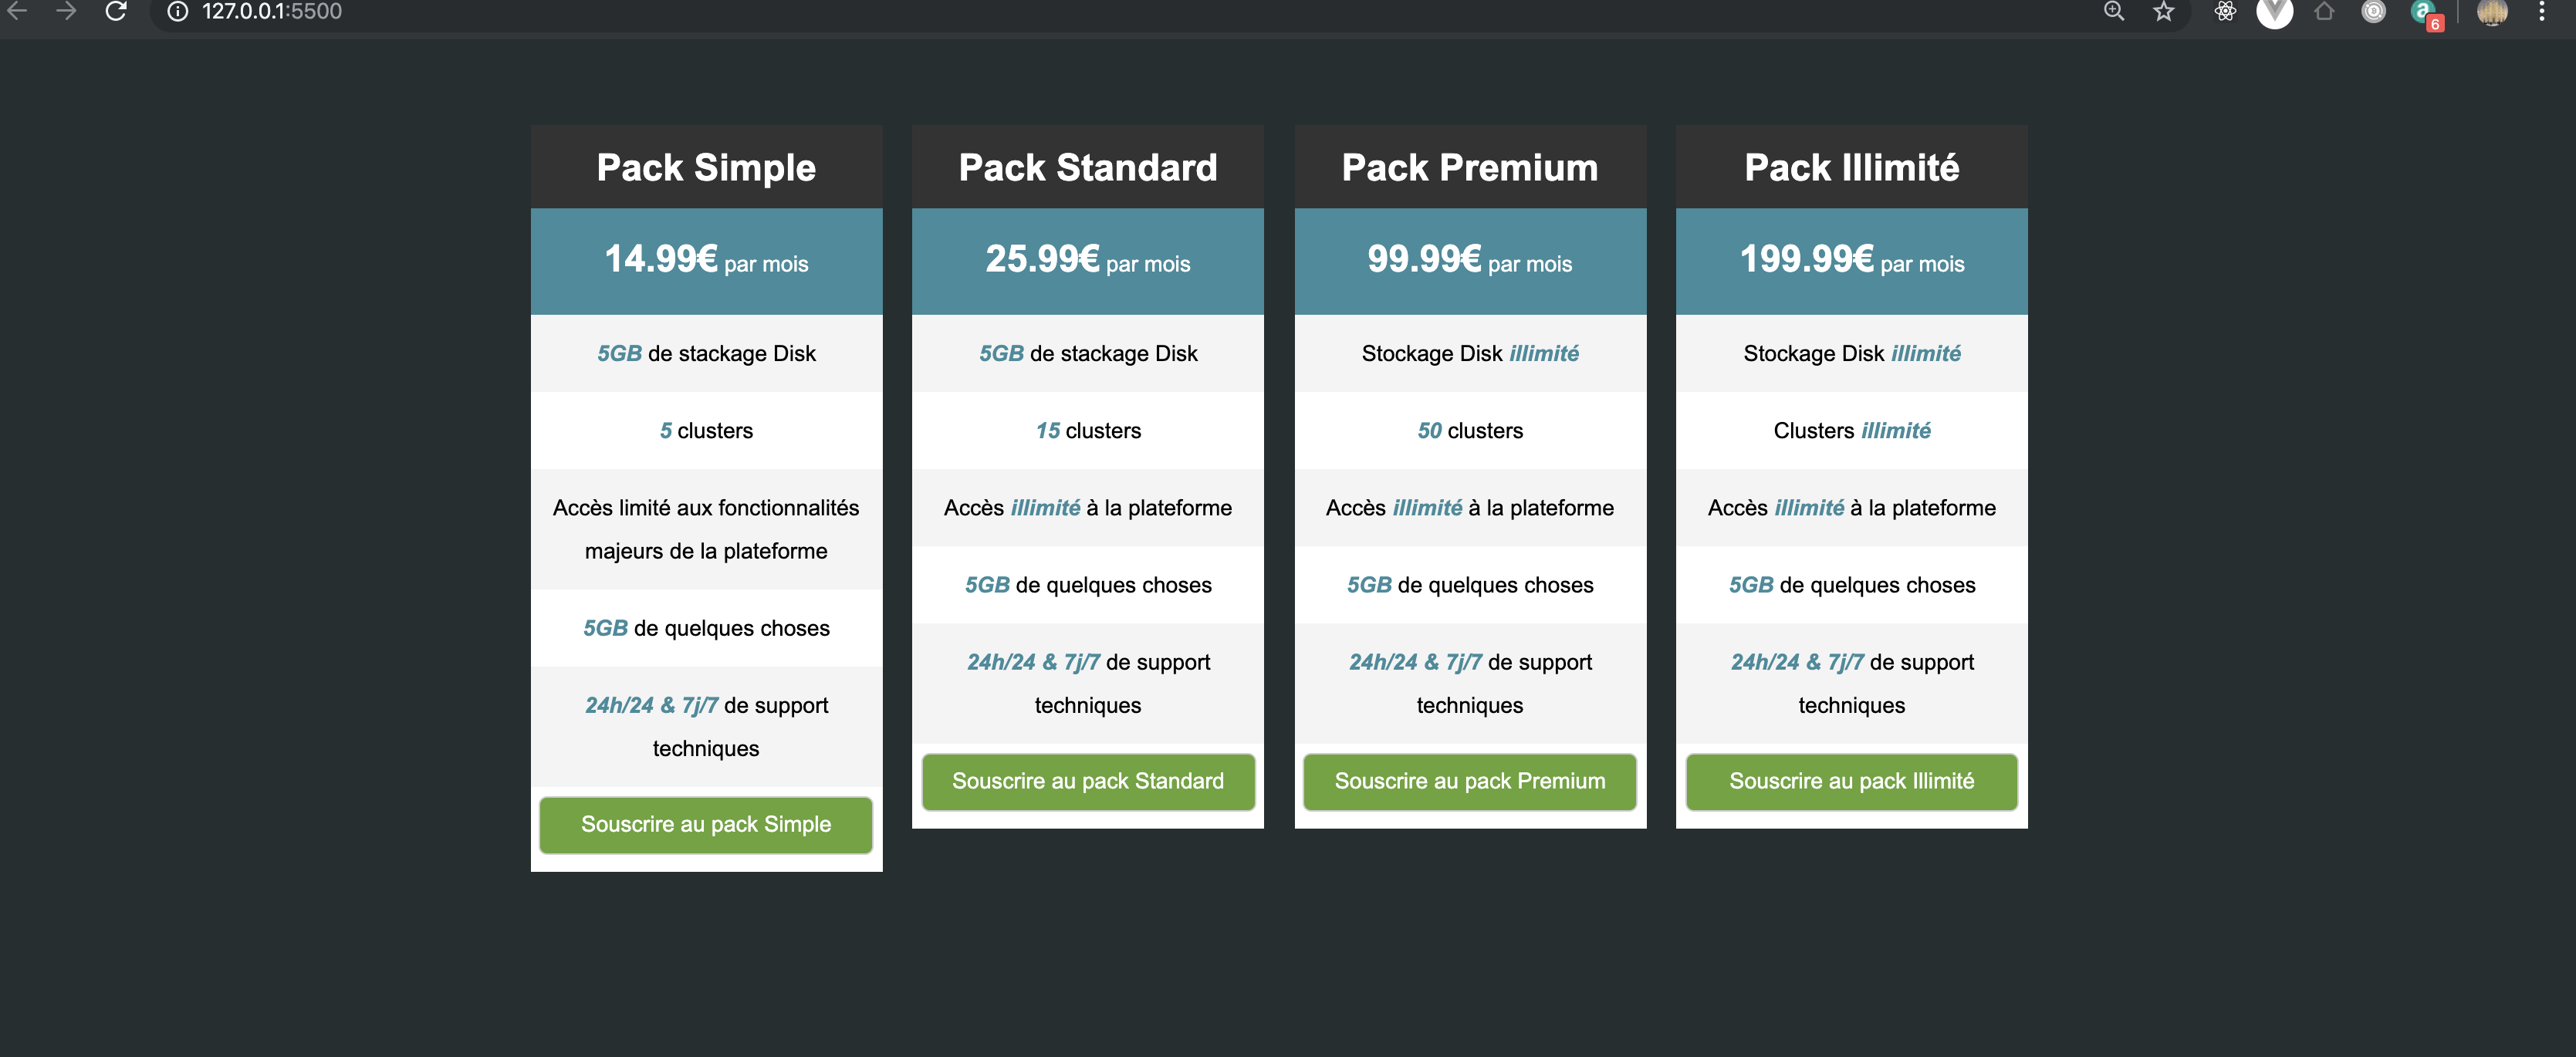 127.0.0.1:5500
6
Pack Simple
14.99€ par mois
5GB de stackage Disk
5 clusters
Accès limité aux fonctionnalités
majeurs de la plateforme
5GB de quelques choses
24h/24 & 7j/7 de support
techniques
Souscrire au pack Simple
Pack Standard
25.99€ par mois
5GB de stackage Disk
15 clusters
Accès illimité à la plateforme
5GB de quelques choses
24h/24 & 7j/7 de support
techniques
Souscrire au pack Standard
Pack Premium
99.99€ par mois
Stockage Disk illimité
50 clusters
Accès illimité à la plateforme
5GB de quelques choses
24h/24 & 7j/7 de support
techniques
Souscrire au pack Premium
Pack Illimité
199.99€ par mois
Stockage Disk illimité
Clusters illimité
Accès illimité à la plateforme
5GB de quelques choses
24h/24 & 7j/7 de support
techniques
Souscrire au pack Illimité